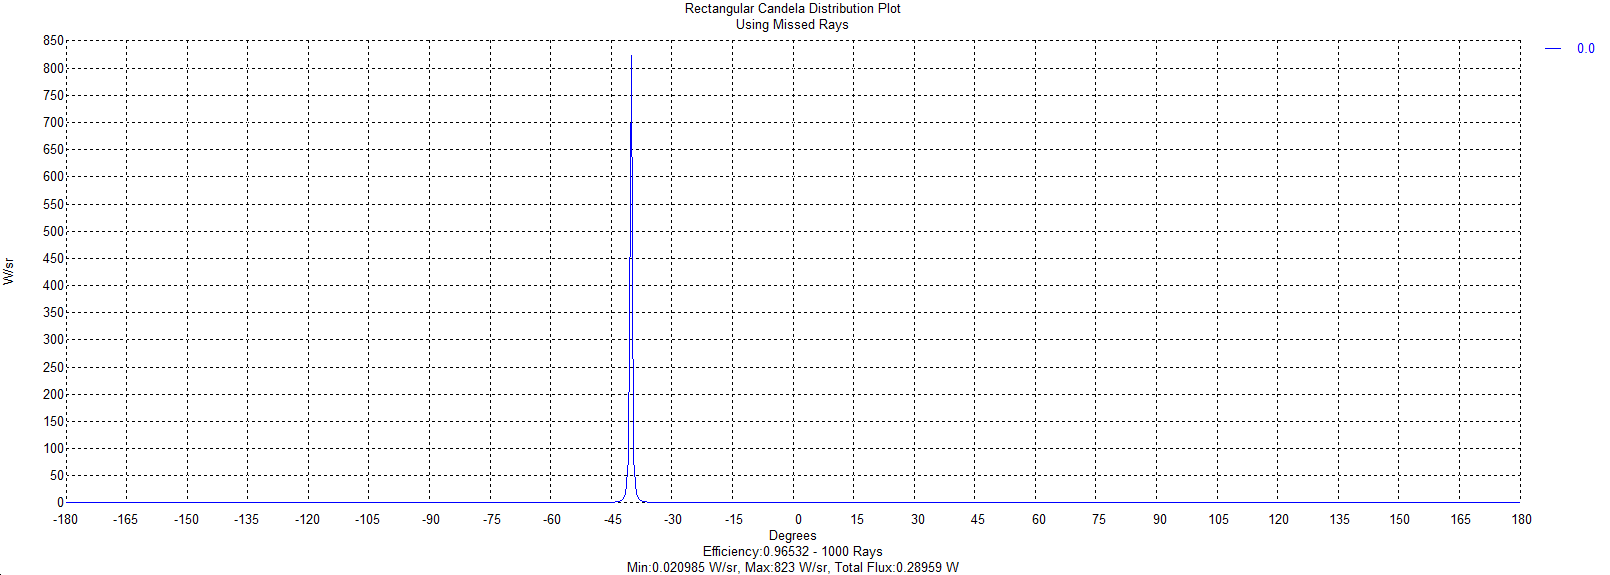 Rectangular Candela Distribution Plot
Using Missed Rays
0.0
850
800
750
700
650
600
550
500
450
400
350
300
250
200
150
100
50
0
W/sr
-180 -165 -150 -135 -120 -105 -90 -75 -60 -45 -30 -15 0 15 30 45 60 75 90 105 120 135 150 165 180
Degrees
Efficiency:0.96532 - 1000 Rays
Min:0.020985 W/sr, Max:823 W/sr, Total Flux:0.28959 W